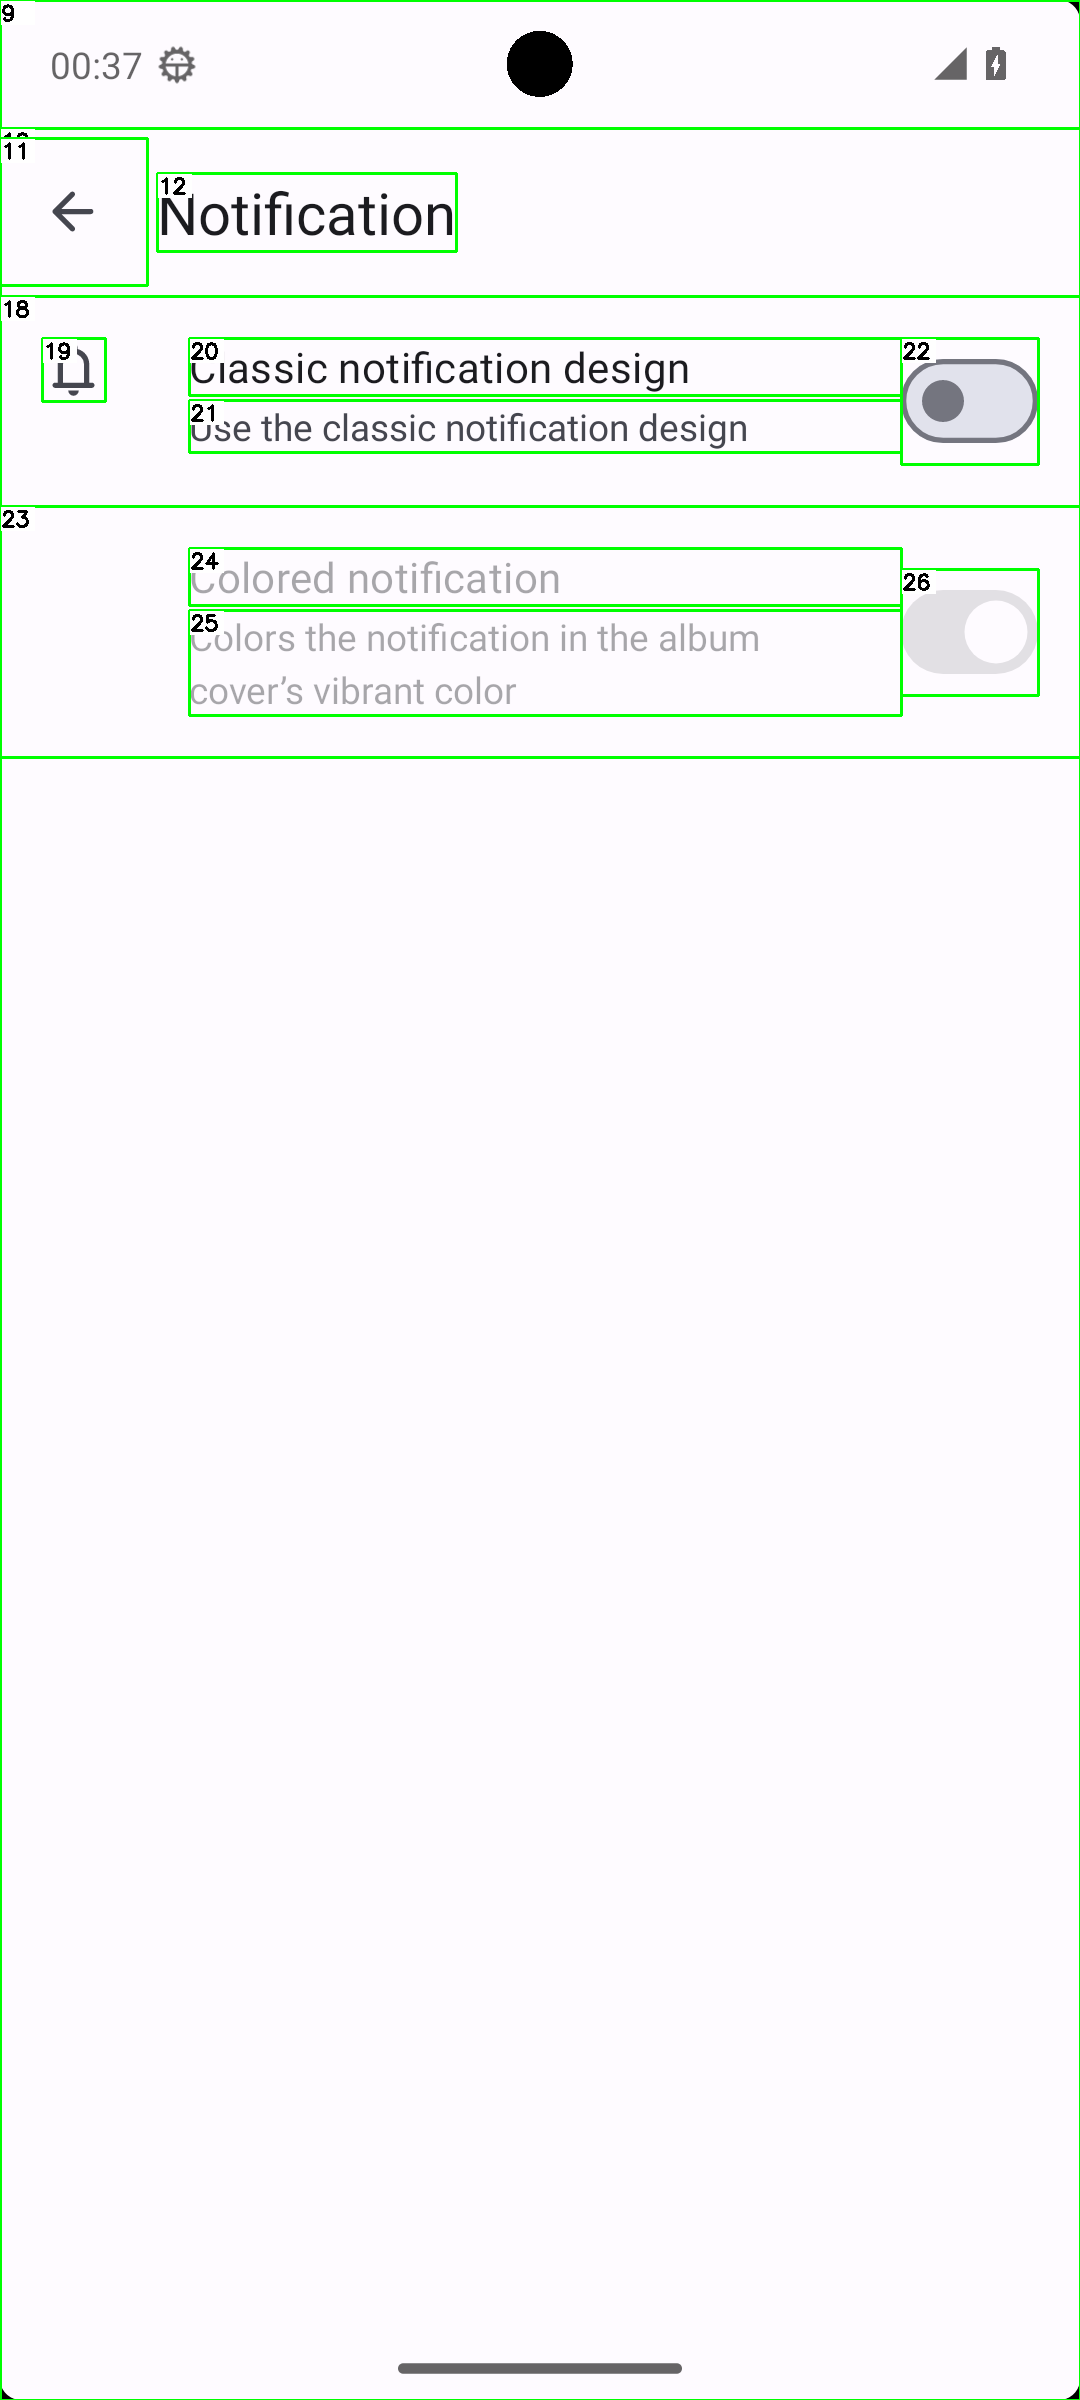 9
00:37
11
12
Notification
18
19
20
Classic notification design
22
21
Use the classic notification design
23
24
Colored notification
26
25
Colors the notification in the album
cover's vibrant color